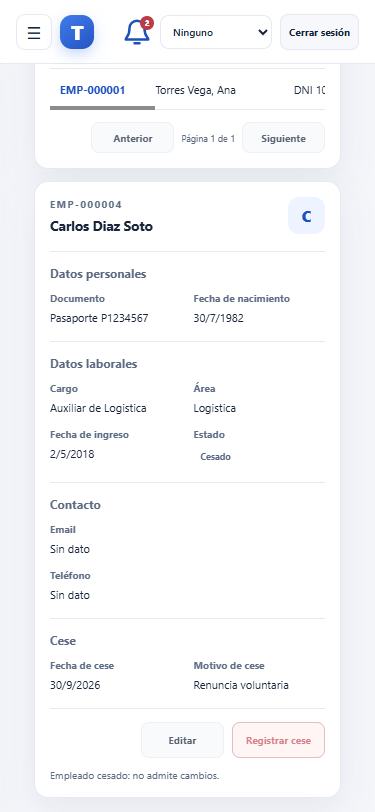 ☰ T 2 Ninguno Cerrar sesión
EMP-000001 Torres Vega, Ana DNI 10
Anterior Página 1 de 1 Siguiente
EMP-000004
Carlos Diaz Soto C
Datos personales
Documento Fecha de nacimiento
Pasaporte P1234567 30/7/1982
Datos laborales
Cargo Área
Auxiliar de Logistica Logistica
Fecha de ingreso Estado
2/5/2018 Cesado
Contacto
Email
Sin dato
Teléfono
Sin dato
Cese
Fecha de cese Motivo de cese
30/9/2026 Renuncia voluntaria
Editar Registrar cese
Empleado cesado: no admite cambios.